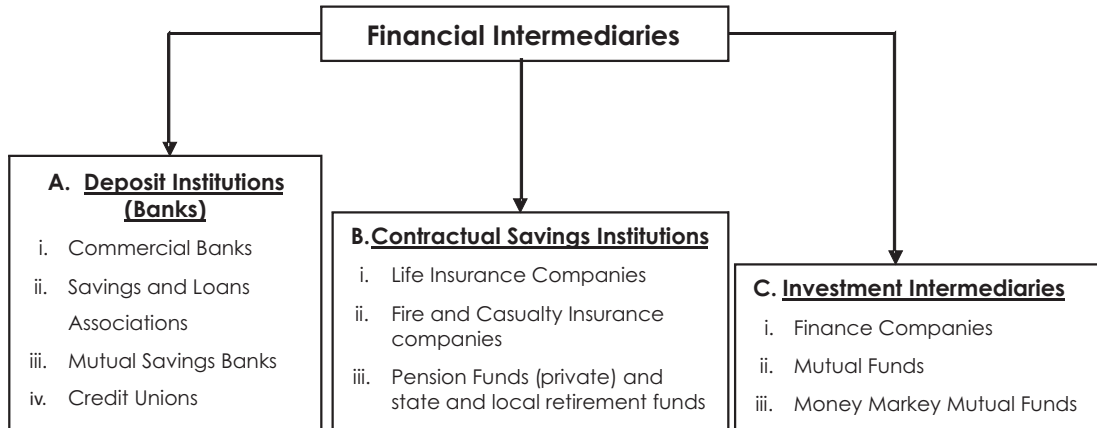 Financial Intermediaries
A. Deposit Institutions
(Banks)
i. Commercial Banks
ii. Savings and Loans
Associations
iii. Mutual Savings Banks
iv. Credit Unions
B.Contractual Savings Institutions
i. Life Insurance Companies
ii. Fire and Casualty Insurance
companies
iii. Pension Funds (private) and
state and local retirement funds
C. Investment Intermediaries
i. Finance Companies
ii. Mutual Funds
iii. Money Markey Mutual Funds